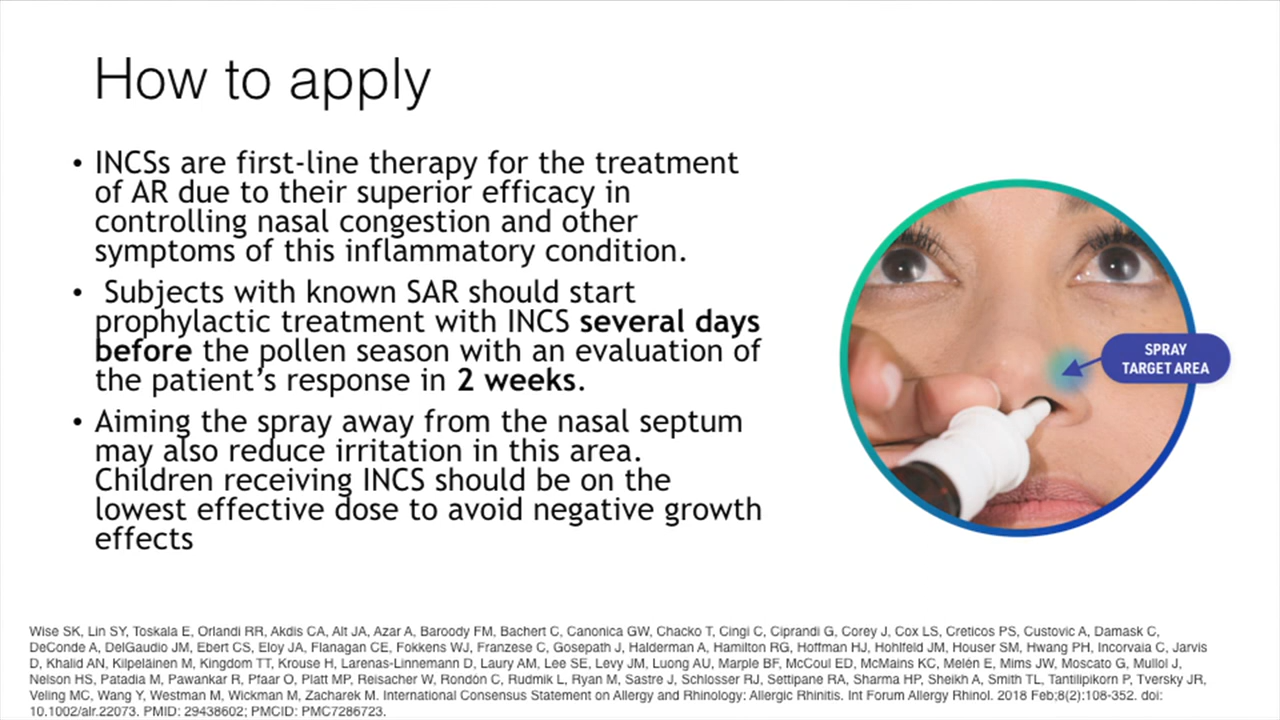 How to apply
• INCSs are first-line therapy for the treatment
of AR due to their superior efficacy in
controlling nasal congestion and other
symptoms of this inflammatory condition.
• Subjects with known SAR should start
prophylactic treatment with INCS several days
before the pollen season with an evaluation of
the patient's response in 2 weeks.
• Aiming the spray away from the nasal septum
may also reduce irritation in this area.
Children receiving INCS should be on the
lowest effective dose to avoid negative growth
effects
SPRAY
TARGET AREA
Wise SK, Lin SY, Toskala E, Orlandi RR, Akdis CA, Alt JA, Azar A, Baroody FM, Bachert C, Canonica GW, Chacko T, Cingi C, Ciprandi G, Corey J, Cox LS, Creticos PS, Custovic A, Damask C,
DeConde A, DelGaudio JM, Ebert CS, Eloy JA, Flanagan CE, Fokkens WJ, Franzese C, Gosepath J, Halderman A, Hamilton RG, Hoffman HJ, Hohlfeld JM, Houser SM, Hwang PH, Incorvaia C, Jarvis
D, Khalid AN, Kilpeläinen M, Kingdom TT, Krouse H, Larenas-Linnemann D, Laury AM, Lee SE, Levy JM, Luong AU, Marple BF, McCoul ED, McMains KC, Melén E, Mims JW, Moscato G, Mullol J,
Nelson HS, Patadia M, Pawankar R, Pfaar O, Platt MP, Reisacher W, Rondón C, Rudmik L, Ryan M, Sastre J, Schlosser RJ, Settipane RA, Sharma HP, Sheikh A, Smith TL, Tantilipikorn P, Tversky JR,
Veling MC, Wang Y, Westman M, Wickman M, Zacharek M. International Consensus Statement on Allergy and Rhinology: Allergic Rhinitis. Int Forum Allergy Rhinol. 2018 Feb;8(2):108-352. doi:
10.1002/alr.22073. PMID: 29438602; PMCID: PMC7286723.